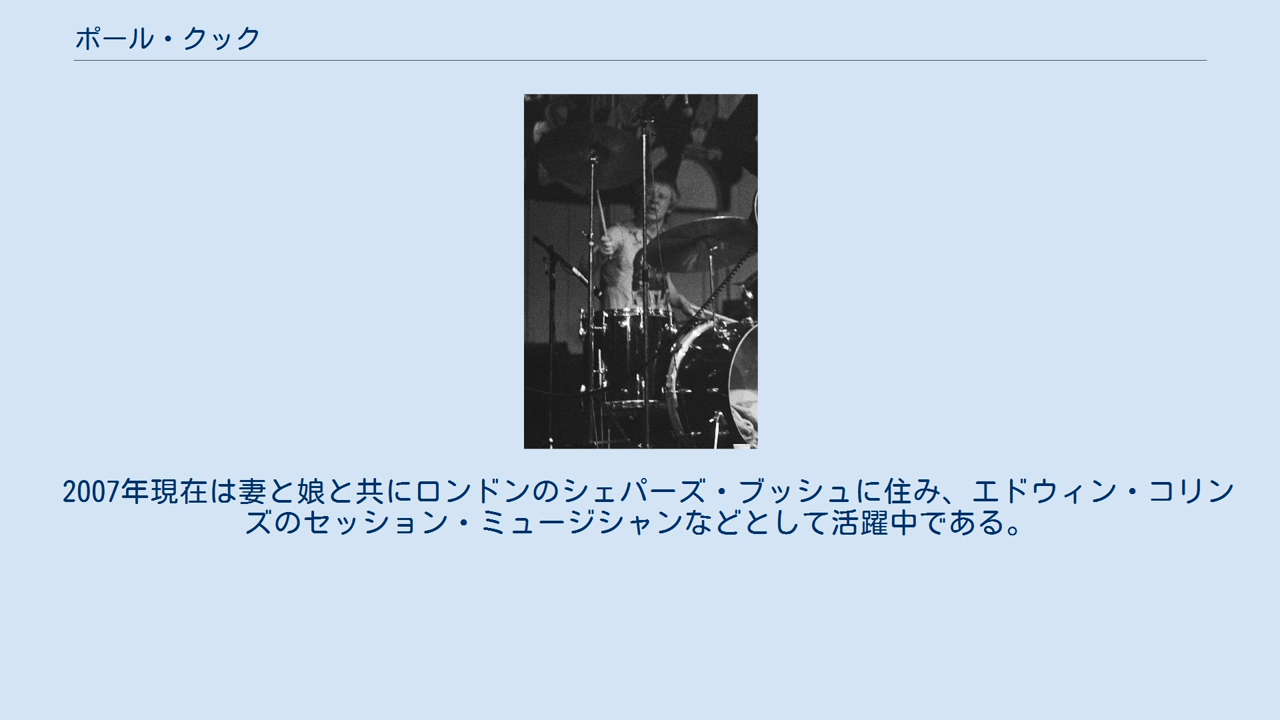 ポール・クック
2007年現在は妻と娘と共にロンドンのシェパーズ・ブッシュに住み、エドウィン・コリン
ズのセッション・ミュージシャンなどとして活躍中である。